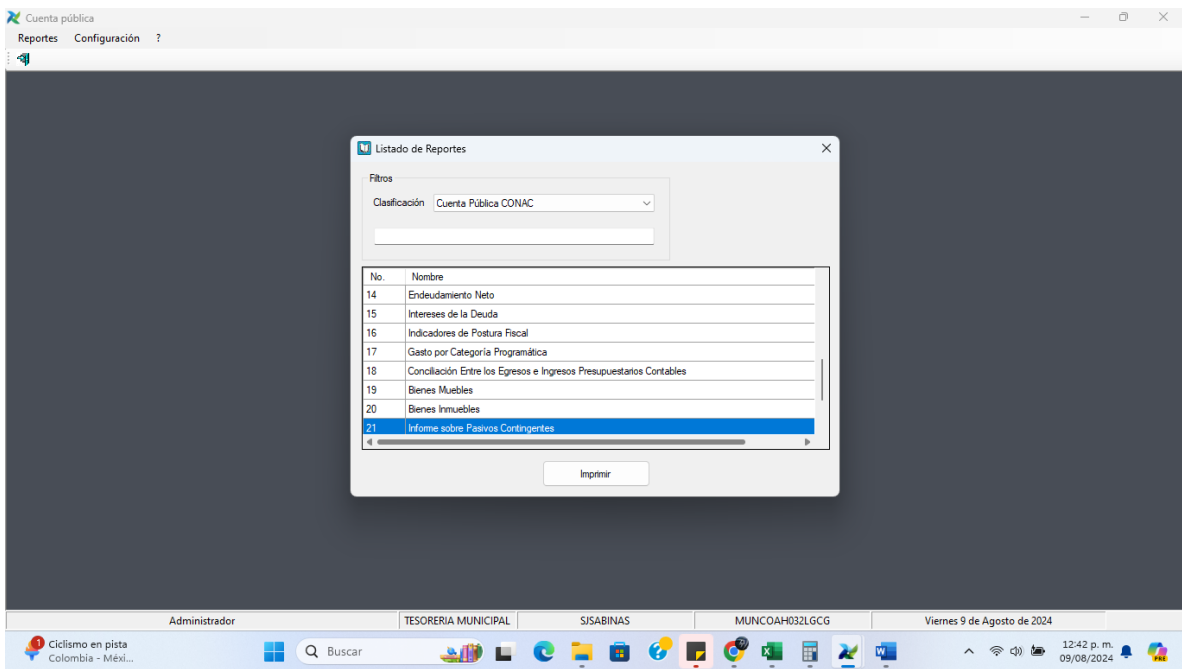 Cuenta pública
Reportes Configuración ?
Listado de Reportes
Filtros
Clasificación Cuenta Pública CONAC
No. Nombre
14 Endeudamiento Neto
15 Intereses de la Deuda
16 Indicadores de Postura Fiscal
17 Gasto por Categoría Programática
18 Conciliación Entre los Egresos e Ingresos Presupuestarios Contables
19 Bienes Muebles
20 Bienes Inmuebles
21 Informe sobre Pasivos Contingentes
Imprimir
Administrador TESORERIA MUNICIPAL SJSABINAS MUNCOAH032LGCG Viernes 9 de Agosto de 2024
1 Ciclismo en pista
Colombia - Méxi...
Buscar
12:42 p. m.
09/08/2024
PRE